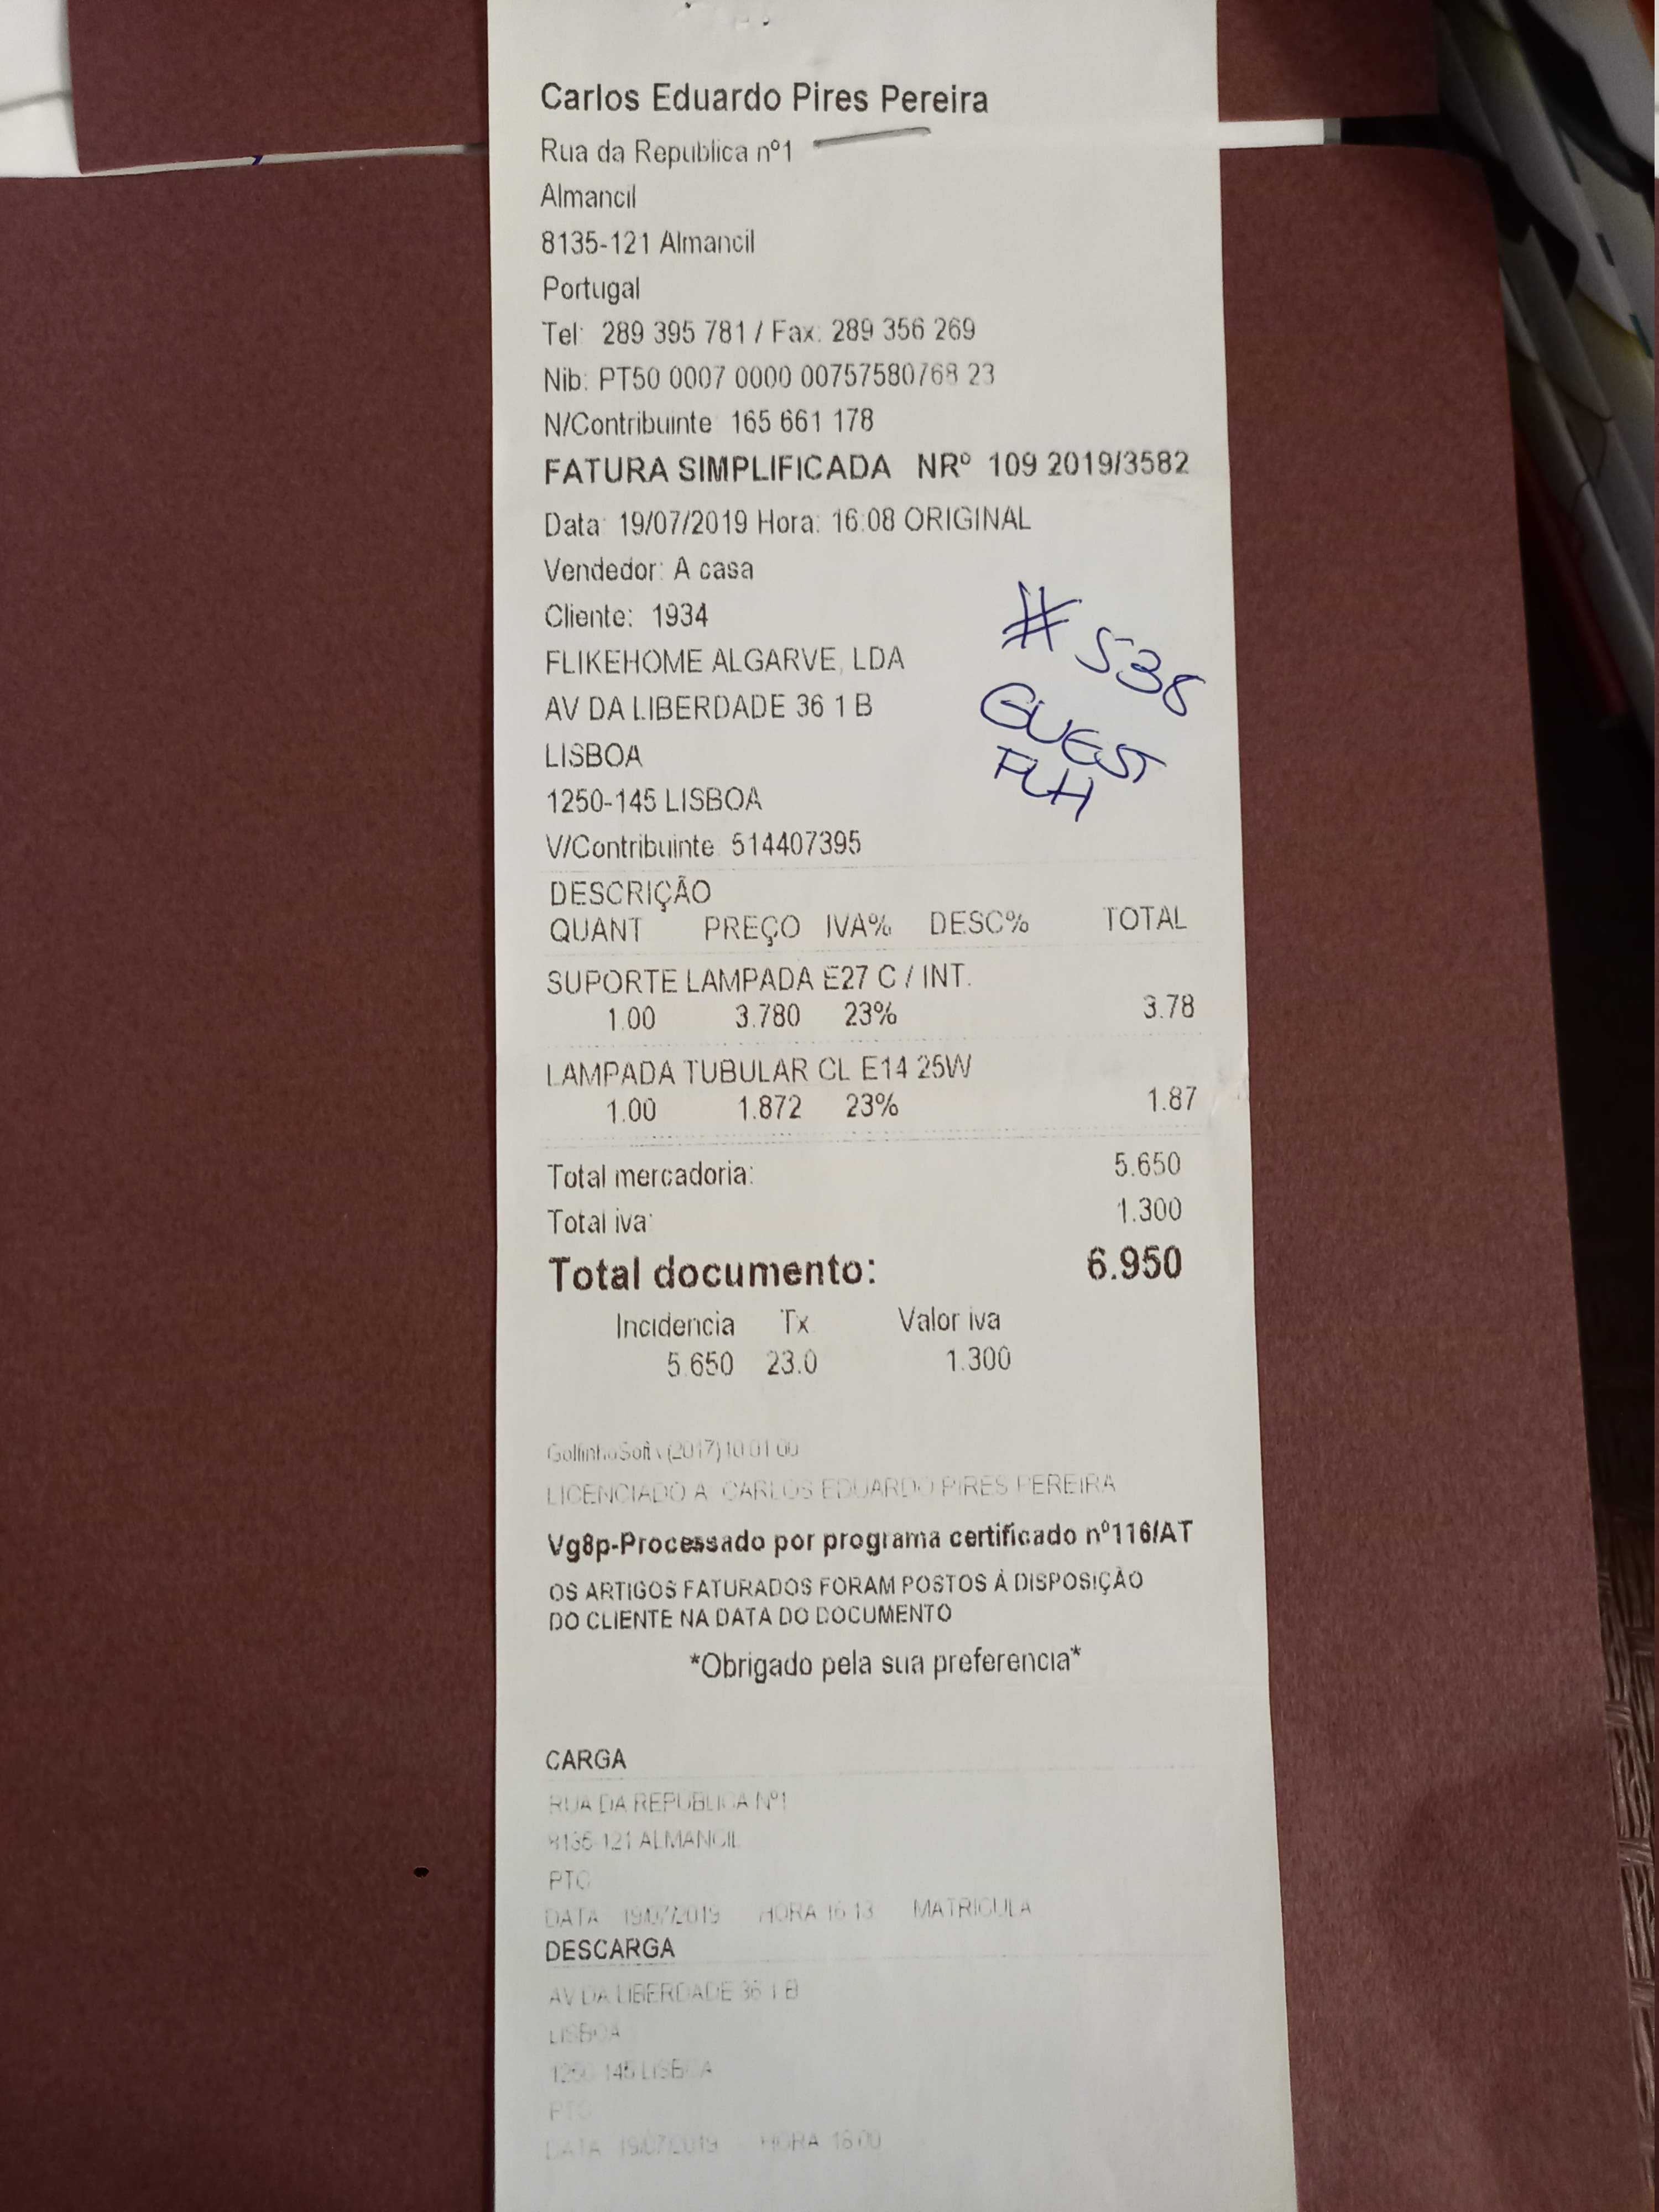 Carlos Eduardo Pires Pereira
Rua da Republica nº1
Almancil
8135-121 Almancil
Portugal
Tel: 289 395 781 / Fax: 289 356 269
Nib: PT50 0007 0000 00757580768 23
N/Contribuinte 165 661 178
FATURA SIMPLIFICADA NRº 109 2019/3582
Data: 19/07/2019 Hora: 16:08 ORIGINAL
Vendedor: A casa
Cliente: 1934
FLIKEHOME ALGARVE, LDA
AV DA LIBERDADE 36 1 B
LISBOA
1250-145 LISBOA
V/Contribuinte 514407395
# 538
GUEST
FLH
DESCRIÇÃO
QUANT PREÇO IVA% DESC% TOTAL
SUPORTE LAMPADA E27 C / INT.
1.00 3.780 23% 3.78
LAMPADA TUBULAR CL E14 25W
1.00 1.872 23% 1.87
Total mercadoria: 5.650
Total iva: 1.300
Total documento: 6.950
Incidencia Tx Valor iva
5.650 23.0 1.300
(2017)10.01.00
LICENCIADO A: CARLOS EDUARDO PIRES PEREIRA
Vg8p-Processado por programa certificado nº116/AT
OS ARTIGOS FATURADOS FORAM POSTOS À DISPOSIÇÃO
DO CLIENTE NA DATA DO DOCUMENTO
*Obrigado pela sua preferencia*
CARGA
RUA DA REPUBLICA Nº1
8135-121 ALMANCIL
PTC
DATA 19/07/2019 HORA 16:13 MATRICULA
DESCARGA
AV DA LIBERDADE 36 1 B
LISBOA
1250-145 LISBOA
DATA 19/07/2019 HORA 18:00